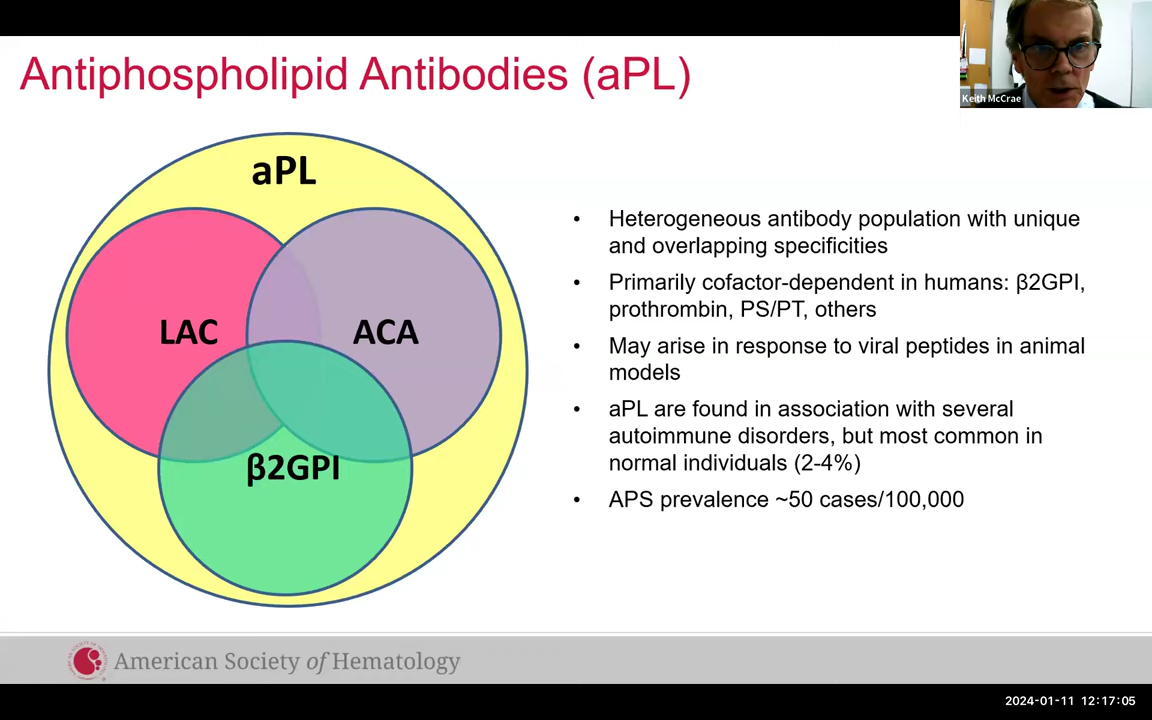 Antiphospholipid Antibodies (aPL)
Keith McCrae
aPL
LAC
ACA
β2GPI
• Heterogeneous antibody population with unique
and overlapping specificities
• Primarily cofactor-dependent in humans: β2GPI,
prothrombin, PS/PT, others
• May arise in response to viral peptides in animal
models
• aPL are found in association with several
autoimmune disorders, but most common in
normal individuals (2-4%)
• APS prevalence ~50 cases/100,000
American Society of Hematology
2024-01-11 12:17:05